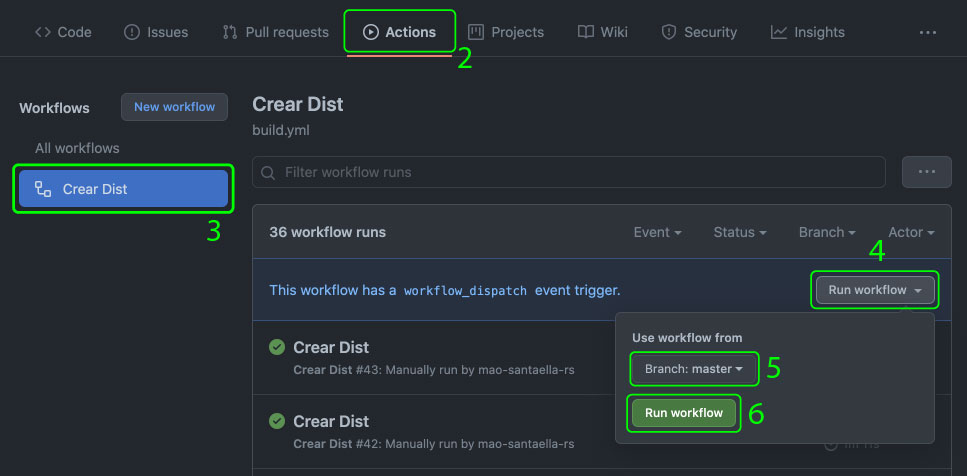 Code Issues Pull requests Actions Projects Wiki Security Insights ...
2
Workflows New workflow
All workflows
Crear Dist
3
Crear Dist
build.yml
Filter workflow runs ...
36 workflow runs Event Status Branch Actor
4
This workflow has a workflow_dispatch event trigger. Run workflow
Use workflow from
Branch: master 5
Run workflow 6
Crear Dist
Crear Dist #43: Manually run by mao-santaella-rs
Crear Dist
Crear Dist #42: Manually run by mao-santaella-rs